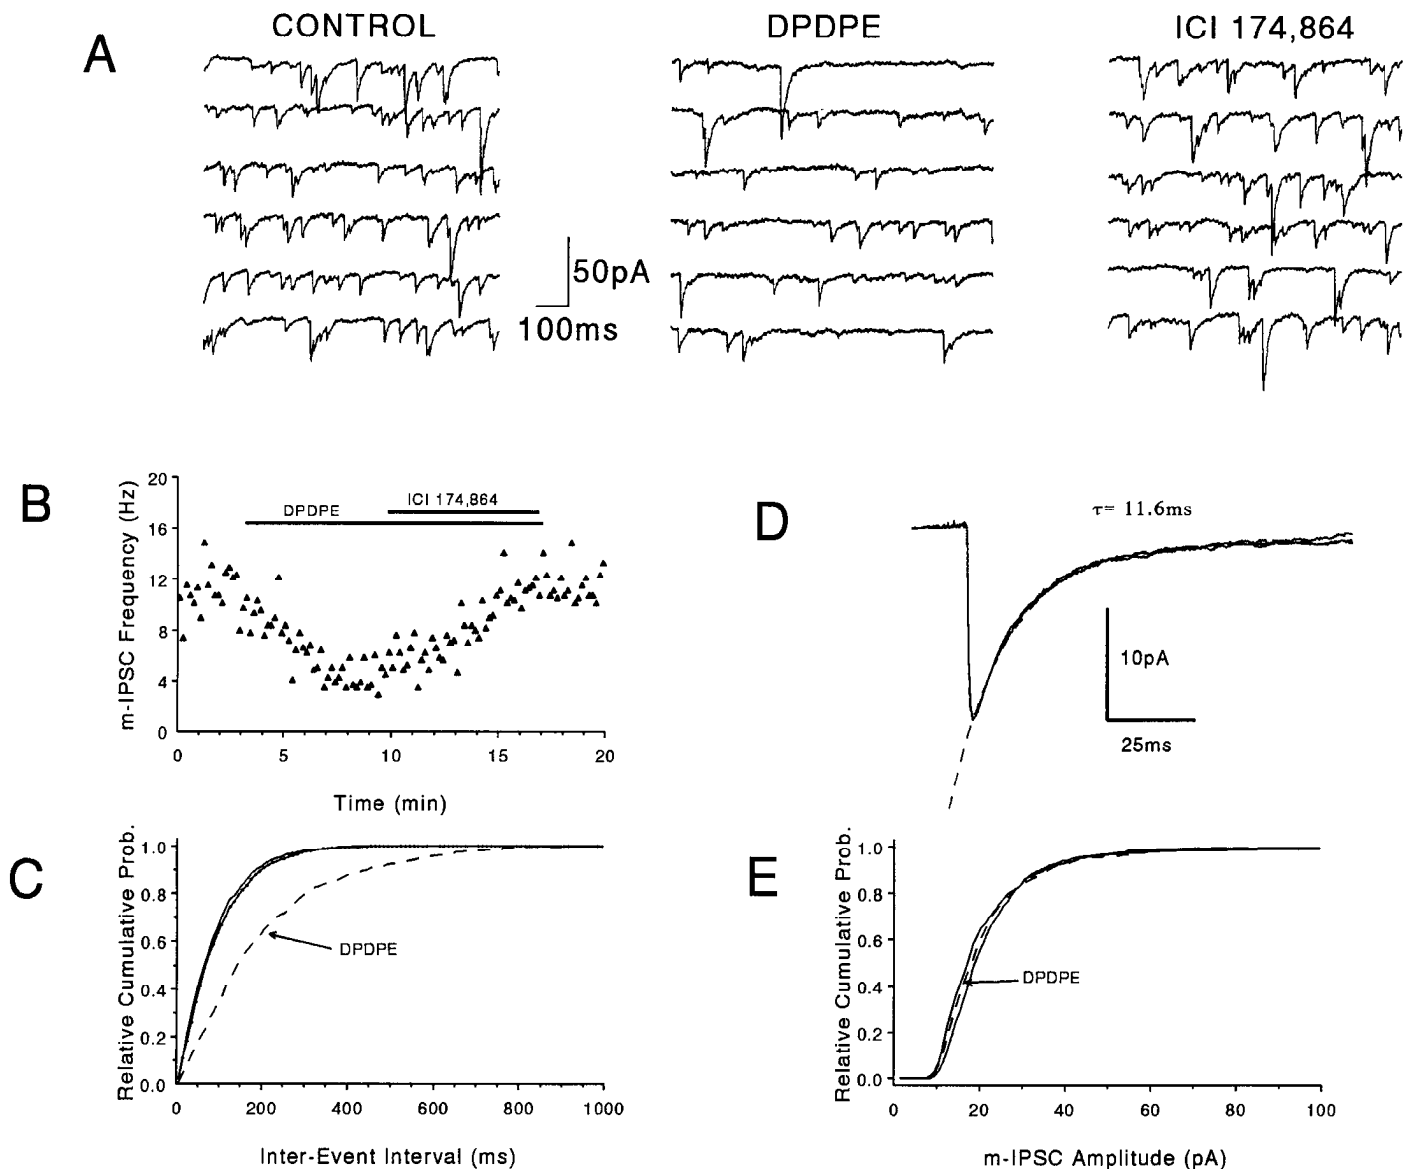 A
CONTROL
DPDPE
ICI 174,864
50pA
100ms
B
m-IPSC Frequency (Hz)
20
16
12
8
4
0
DPDPE
ICI 174,864
0 5 10 15 20
Time (min)
D
τ= 11.6ms
10pA
25ms
C
Relative Cumulative Prob.
1.0
0.8
0.6
0.4
0.2
0.0
DPDPE
0 200 400 600 800 1000
Inter-Event Interval (ms)
E
Relative Cumulative Prob.
1.0
0.8
0.6
0.4
0.2
0.0
DPDPE
0 20 40 60 80 100
m-IPSC Amplitude (pA)